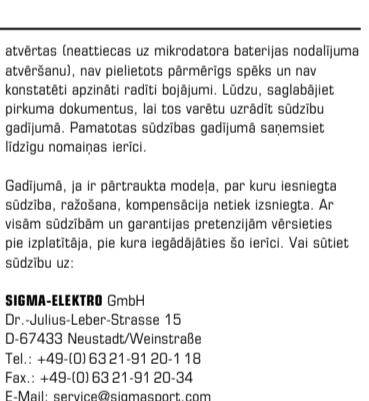 atvērtas (neattiecas uz mikrodatora baterijas nodalījuma
atvēršanu), nav pielietots pārmērīgs spēks un nav
konstatēti apzināti radīti bojājumi. Lūdzu, saglabājiet
pirkuma dokumentus, lai tos varētu uzrādīt sūdzību
gadījumā. Pamatotas sūdzības gadījumā saņemsiet
līdzīgu nomaiņas ierīci.
Gadījumā, ja ir pārtraukta modeļa, par kuru iesniegta
sūdzība, ražošana, kompensācija netiek izsniegta. Ar
visām sūdzībām un garantijas pretenzijām vērsieties
pie izplatītāja, pie kura iegādājāties šo ierīci. Vai sūtiet
sūdzību uz:
SIGMA-ELEKTRO GmbH
Dr.-Julius-Leber-Strasse 15
D-67433 Neustadt/Weinstraße
Tel.: +49-(0) 63 21-91 20-1 18
Fax.: +49-(0) 63 21-91 20-34
E-Mail: service@sigmasport.com